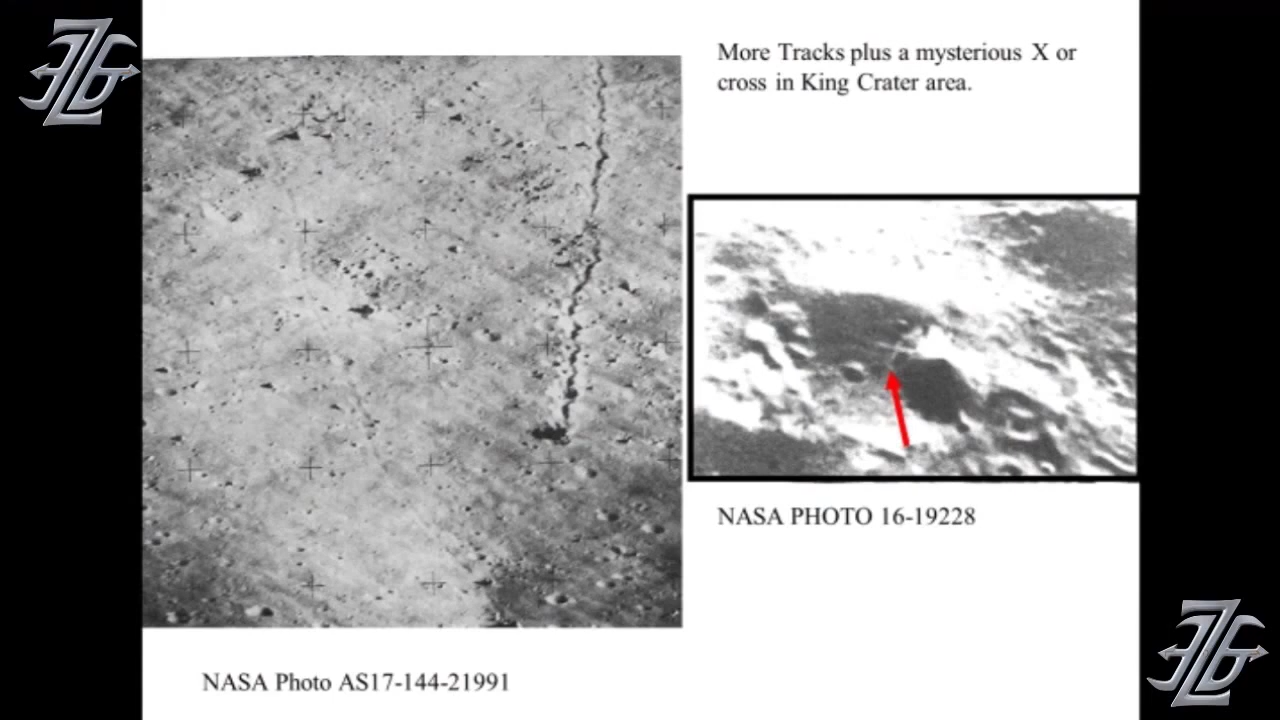 More Tracks plus a mysterious X or
cross in King Crater area.
NASA PHOTO 16-19228
NASA Photo AS17-144-21991